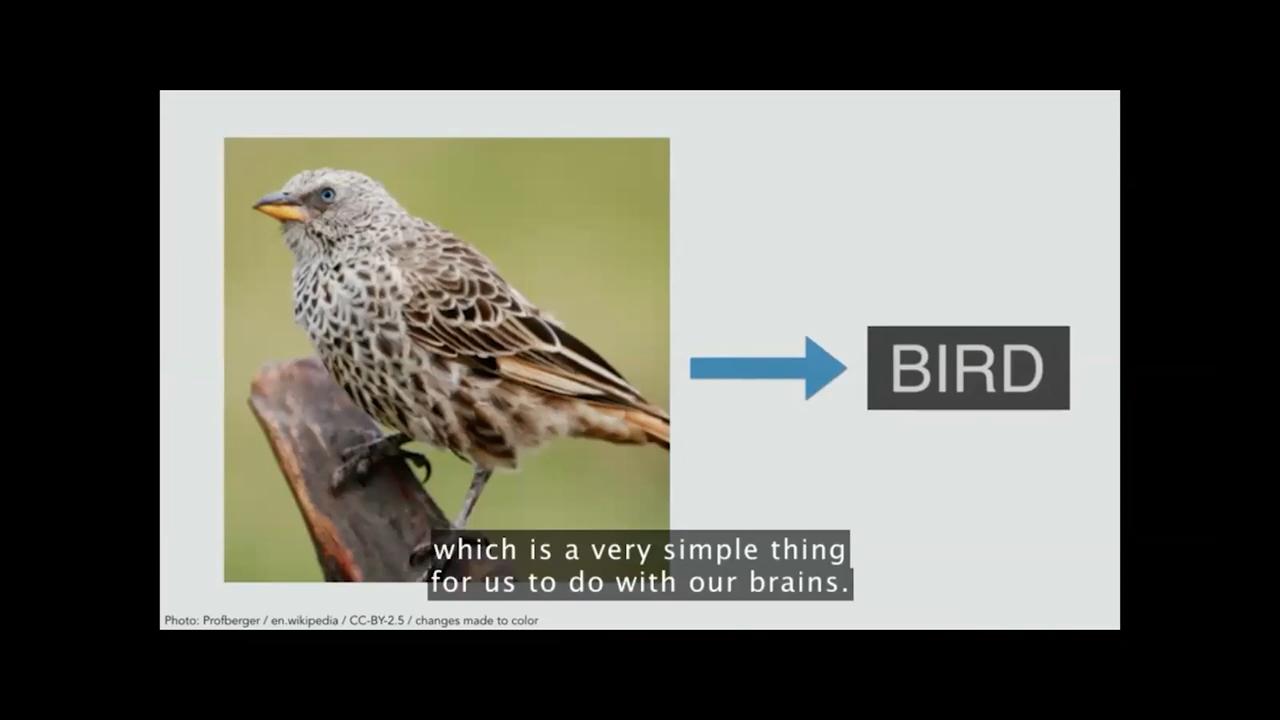 BIRD
which is a very simple thing
for us to do with our brains.
Photo: Profberger / en.wikipedia / CC-BY-2.5 / changes made to color